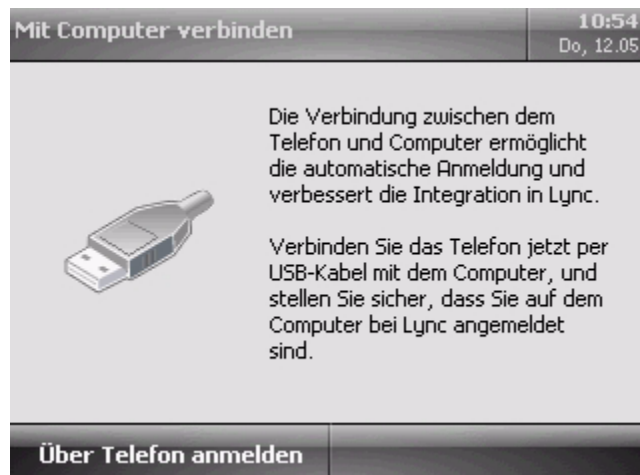 Mit Computer verbinden
10:54
Do, 12.05
Die Verbindung zwischen dem
Telefon und Computer ermöglicht
die automatische Anmeldung und
verbessert die Integration in Lync.
Verbinden Sie das Telefon jetzt per
USB-Kabel mit dem Computer, und
stellen Sie sicher, dass Sie auf dem
Computer bei Lync angemeldet
sind.
Über Telefon anmelden